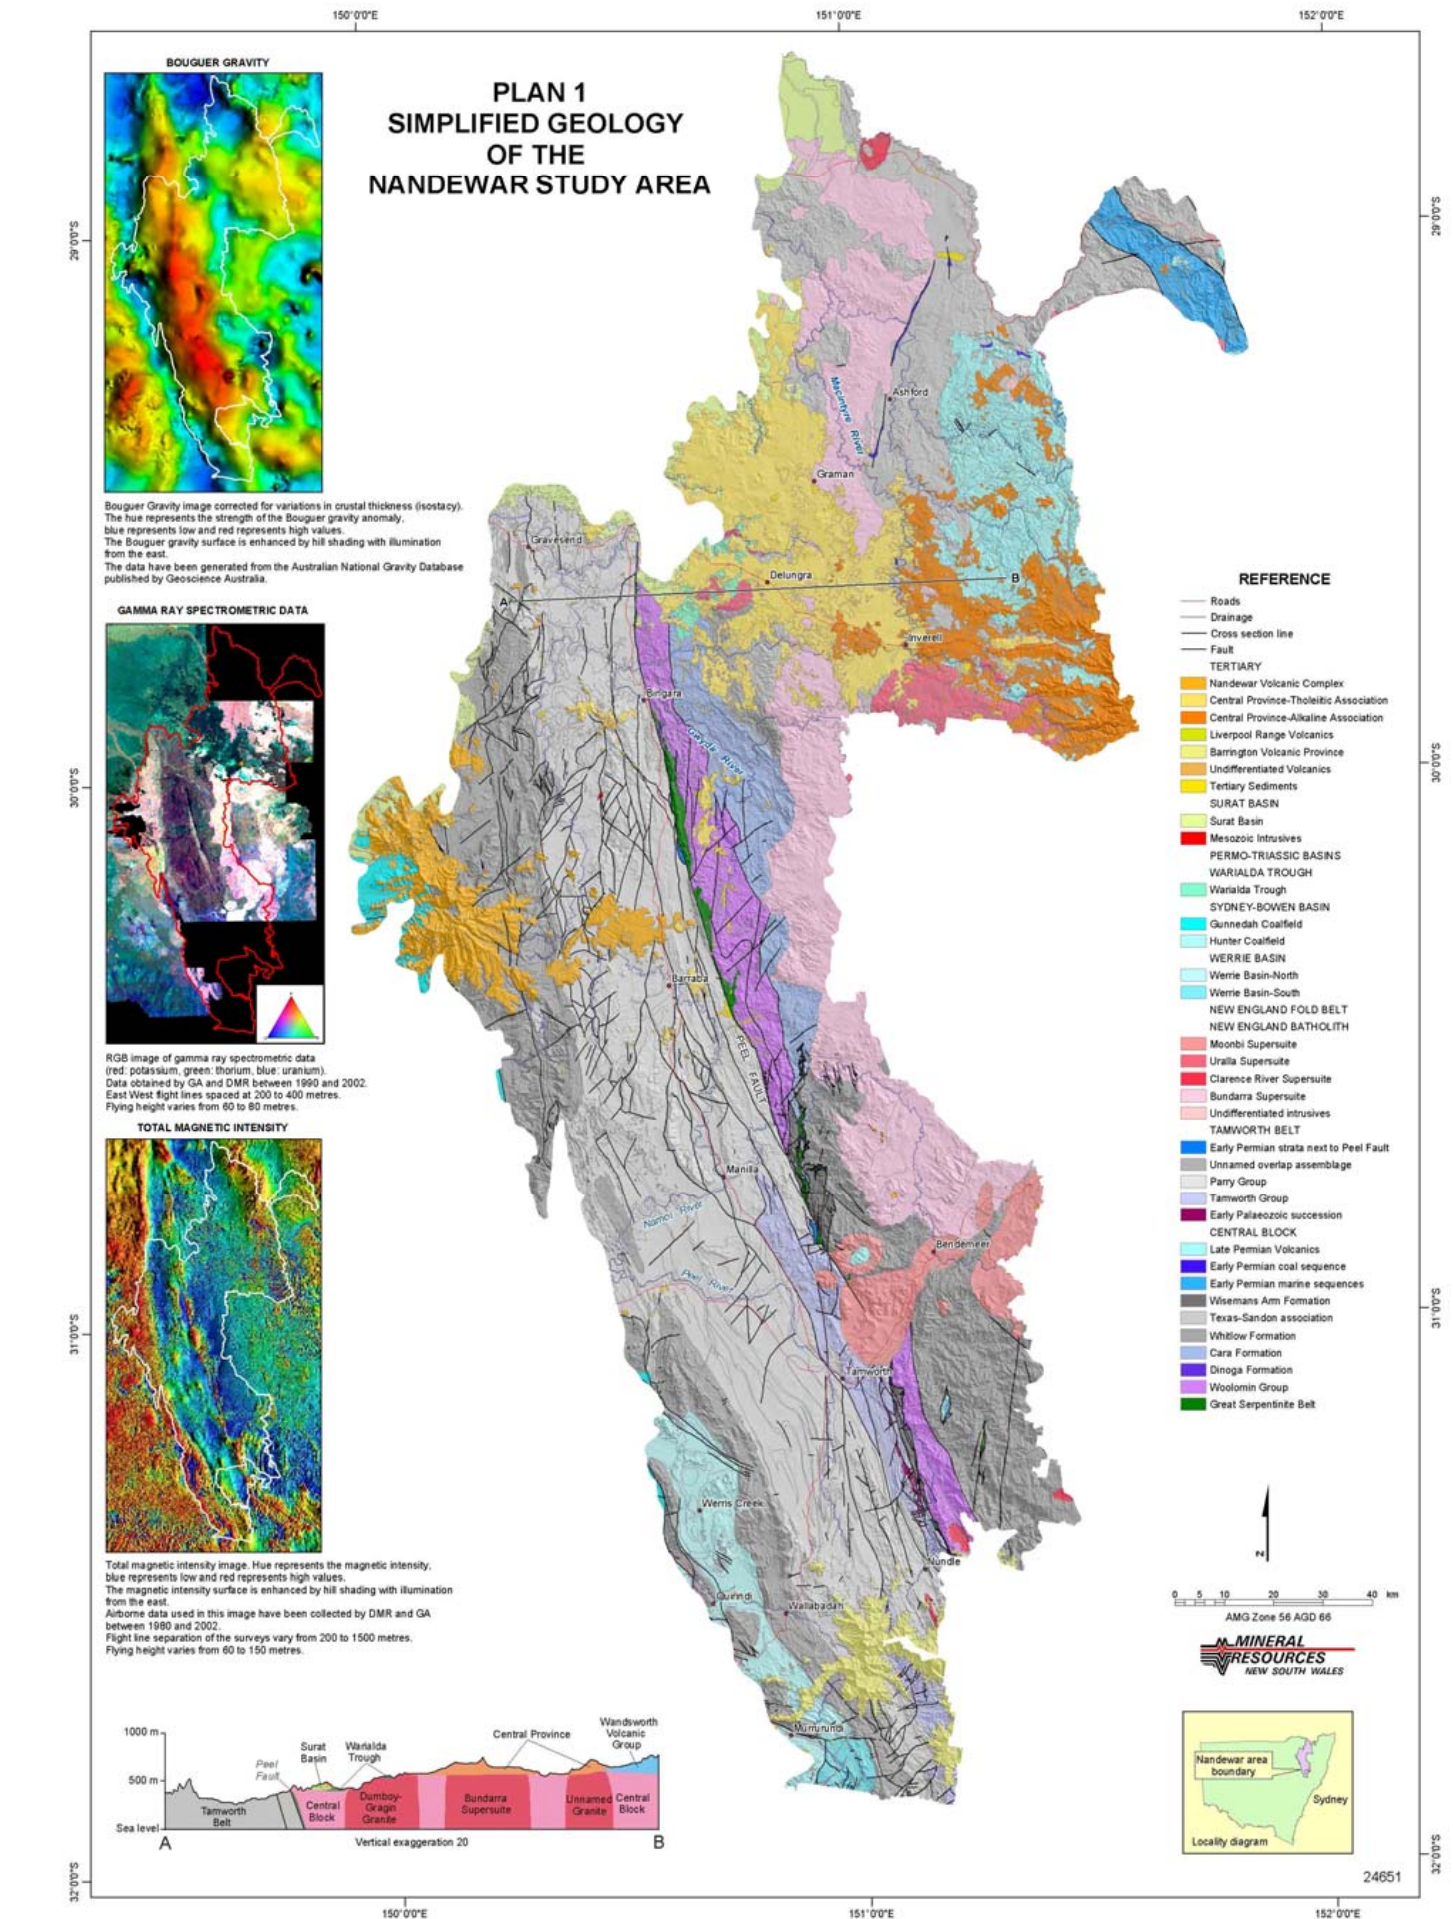 150°0'0"E
151°0'0"E
152°0'0"E
BOUGUER GRAVITY
PLAN 1
SIMPLIFIED GEOLOGY
OF THE
NANDEWAR STUDY AREA
29°0'0"S
29°0'0"S
Macintyre River
Ashford
Graman
Bouguer Gravity image corrected for variations in crustal thickness (isostacy).
The hue represents the strength of the Bouguer gravity anomaly,
blue represents low and red represents high values.
The Bouguer gravity surface is enhanced by hill shading with illumination
from the east.
The data have been generated from the Australian National Gravity Database
published by Geoscience Australia.
Gravesend
Delungra
A
B
Inverell
Bingara
Gwydir River
GAMMA RAY SPECTROMETRIC DATA
30°0'0"S
30°0'0"S
RGB image of gamma ray spectrometric data
(red: potassium, green: thorium, blue: uranium).
Data obtained by GA and DMR between 1990 and 2002.
East West flight lines spaced at 200 to 400 metres.
Flying height varies from 60 to 80 metres.
Barraba
PEEL FAULT
Manilla
Namoi River
Peel River
Bendemeer
Tamworth
Werris Creek
Quirindi
Wallabadah
Nundle
Murrurundi
TOTAL MAGNETIC INTENSITY
31°0'0"S
31°0'0"S
Total magnetic intensity image. Hue represents the magnetic intensity,
blue represents low and red represents high values.
The magnetic intensity surface is enhanced by hill shading with illumination
from the east.
Airborne data used in this image have been collected by DMR and GA
between 1980 and 2002.
Flight line separation of the surveys vary from 200 to 1500 metres.
Flying height varies from 60 to 150 metres.
REFERENCE
Roads
Drainage
Cross section line
Fault
TERTIARY
Nandewar Volcanic Complex
Central Province-Tholeiitic Association
Central Province-Alkaline Association
Liverpool Range Volcanics
Barrington Volcanic Province
Undifferentiated Volcanics
Tertiary Sediments
SURAT BASIN
Surat Basin
Mesozoic Intrusives
PERMO-TRIASSIC BASINS
WARIALDA TROUGH
Warialda Trough
SYDNEY-BOWEN BASIN
Gunnedah Coalfield
Hunter Coalfield
WERRIE BASIN
Werrie Basin-North
Werrie Basin-South
NEW ENGLAND FOLD BELT
NEW ENGLAND BATHOLITH
Moonbi Supersuite
Uralla Supersuite
Clarence River Supersuite
Bundarra Supersuite
Undifferentiated intrusives
TAMWORTH BELT
Early Permian strata next to Peel Fault
Unnamed overlap assemblage
Parry Group
Tamworth Group
Early Palaeozoic succession
CENTRAL BLOCK
Late Permian Volcanics
Early Permian coal sequence
Early Permian marine sequences
Wisemans Arm Formation
Texas-Sandon association
Whitlow Formation
Cara Formation
Dinoga Formation
Woolomin Group
Great Serpentinite Belt
N
0 5 10 20 30 40 km
AMG Zone 56 AGD 66
MINERAL
RESOURCES
NEW SOUTH WALES
Nandewar area
boundary
Sydney
Locality diagram
1000 m
500 m
Sea level
Peel
Fault
Surat
Basin
Warialda
Trough
Central Province
Wandsworth
Volcanic
Group
Tamworth
Belt
Central
Block
Dumboy-
Gragin
Granite
Bundarra
Supersuite
Unnamed
Granite
Central
Block
A
Vertical exaggeration 20
B
24651
32°0'0"S
32°0'0"S
150°0'0"E
151°0'0"E
152°0'0"E